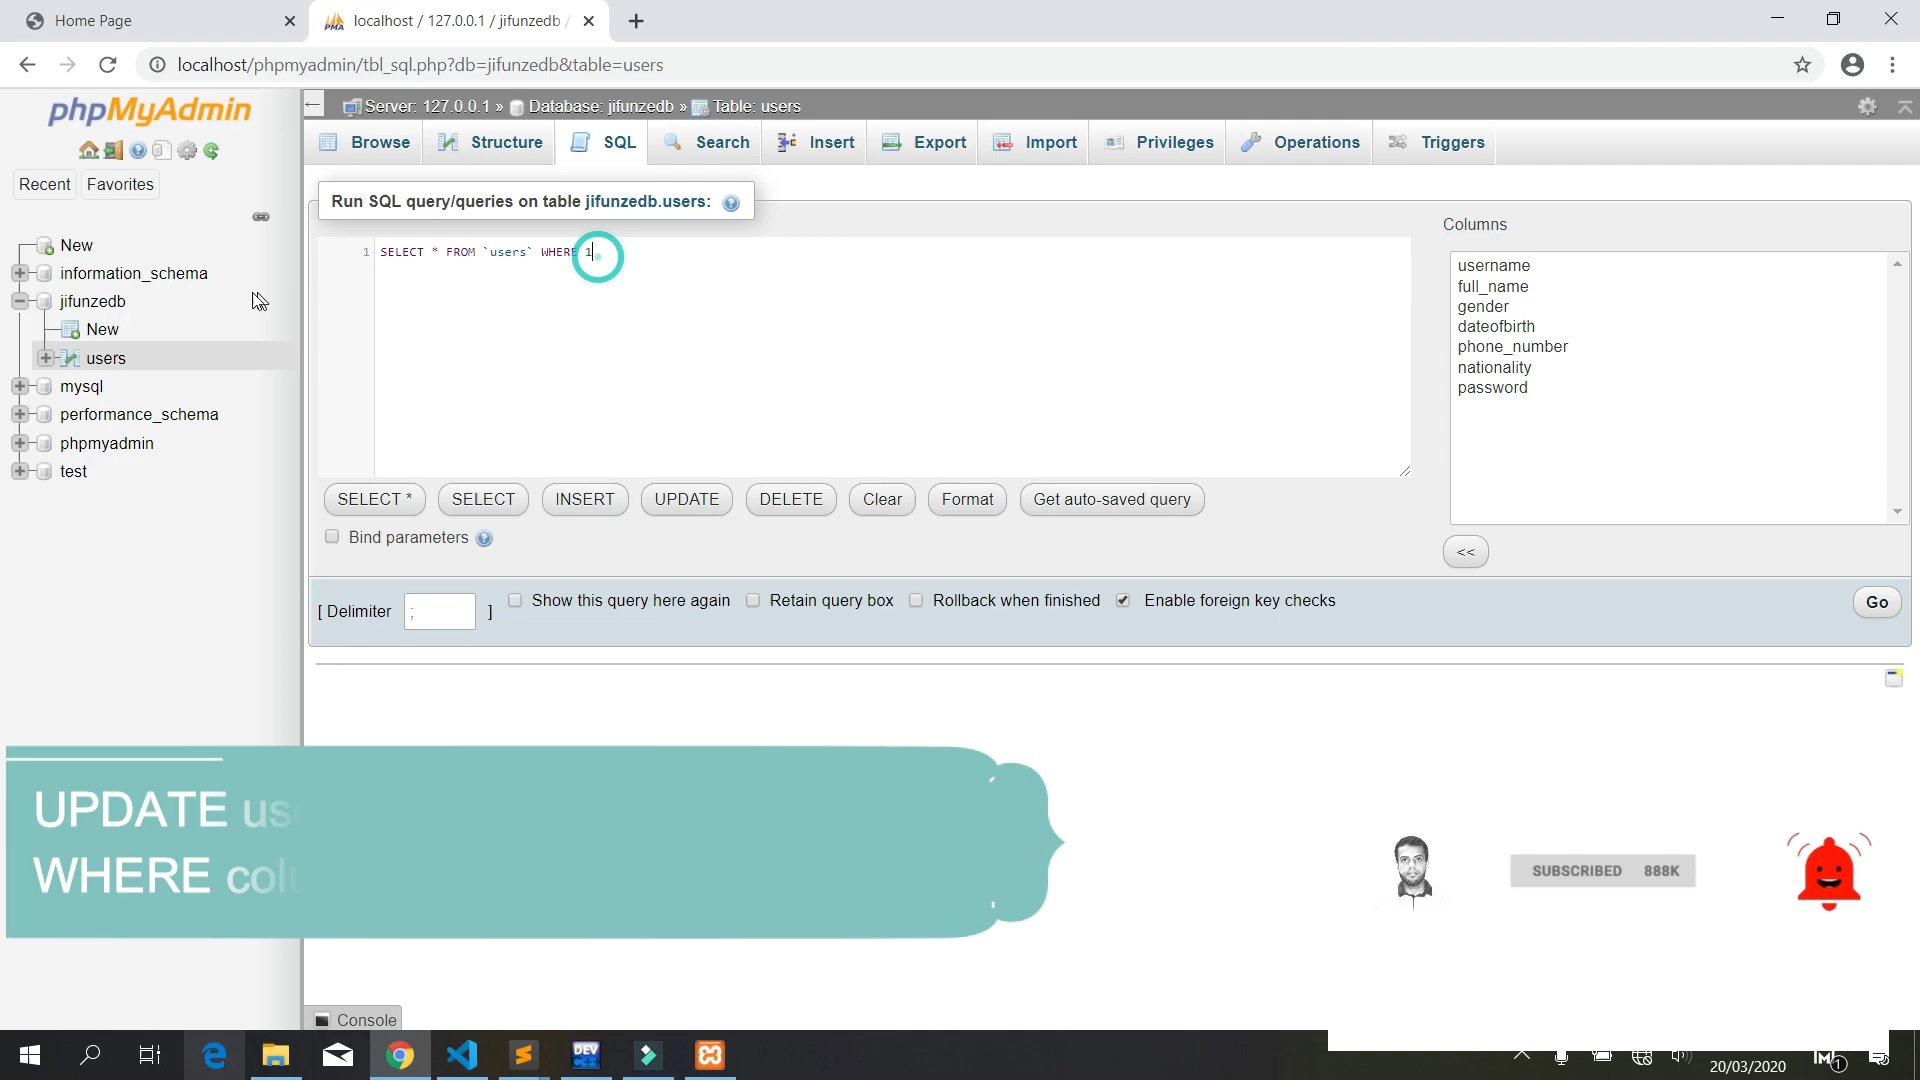 Home Page
localhost / 127.0.0.1 / jifunzedb /
localhost/phpmyadmin/tbl_sql.php?db=jifunzedb&table=users
phpMyAdmin
Server: 127.0.0.1 » Database: jifunzedb » Table: users
Browse Structure SQL Search Insert Export Import Privileges Operations Triggers
Recent Favorites
Run SQL query/queries on table jifunzedb.users:
Columns
New
information_schema
jifunzedb
New
users
mysql
performance_schema
phpmyadmin
test
1 SELECT * FROM `users` WHERE 1
username
full_name
gender
dateofbirth
phone_number
nationality
password
SELECT * SELECT INSERT UPDATE DELETE Clear Format Get auto-saved query
<<
Bind parameters
[ Delimiter ; ] Show this query here again Retain query box Rollback when finished Enable foreign key checks
Go
UPDATE
WHERE
SUBSCRIBED 888K
Console
DEV C++
20/03/2020
1